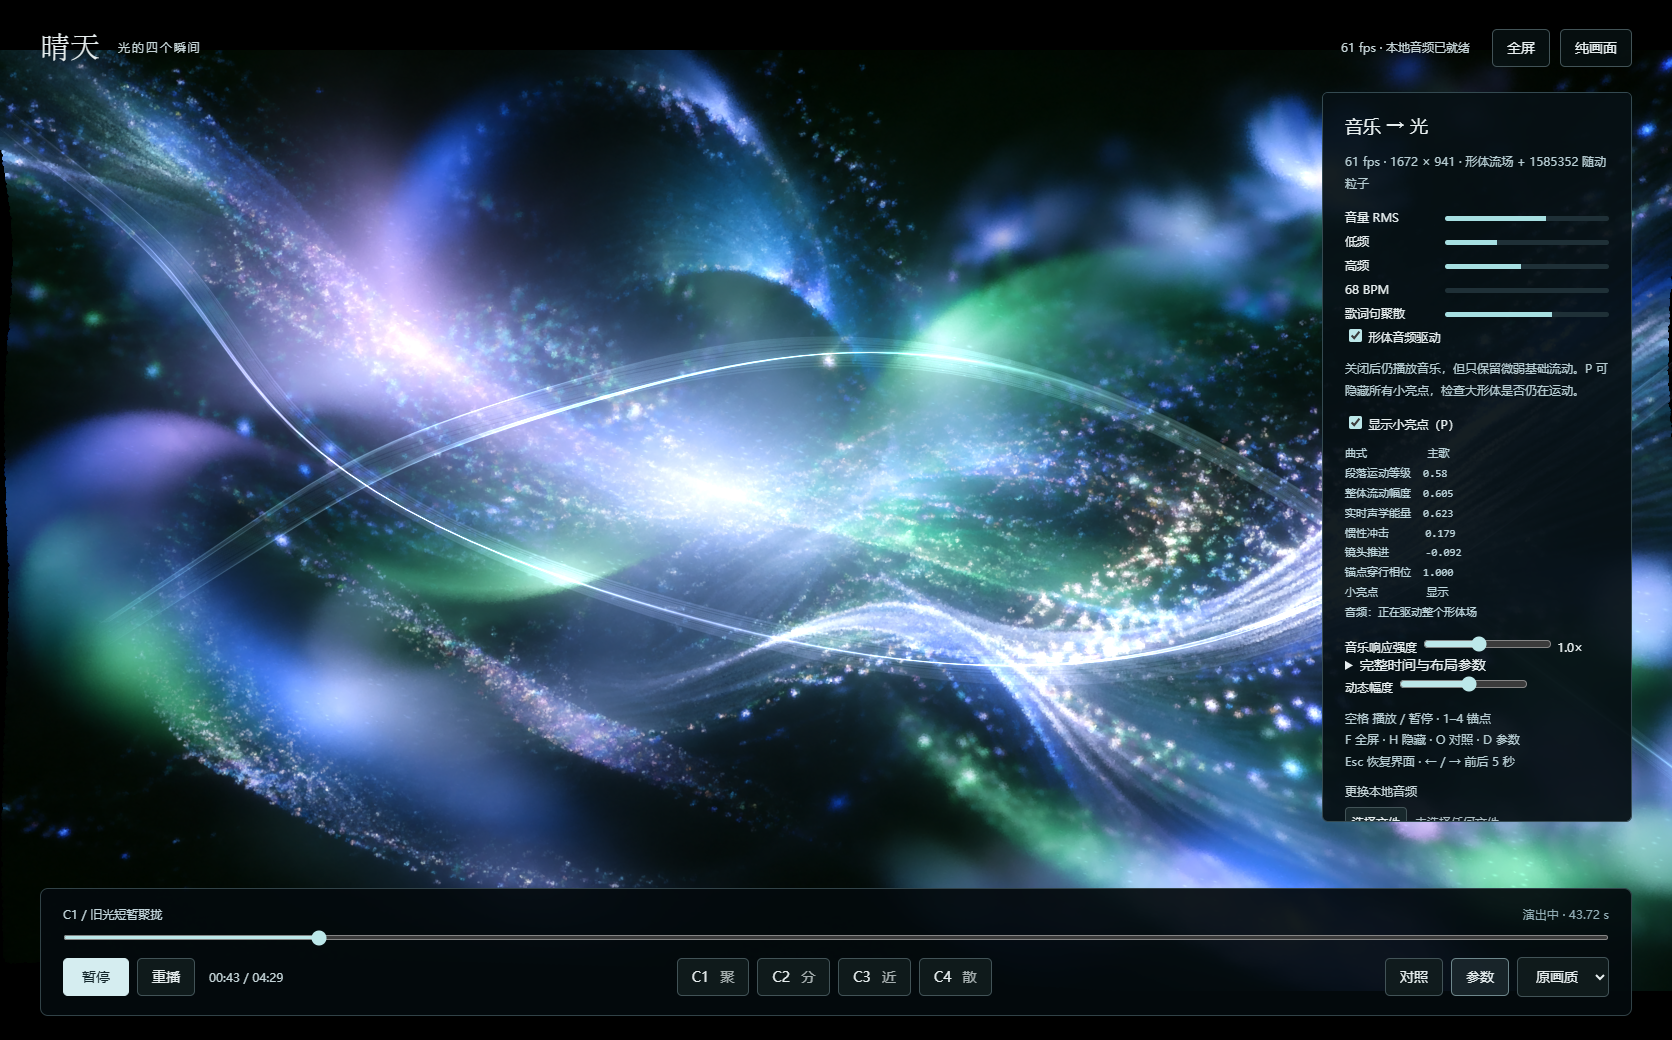 晴天 光的四个瞬间
61 fps · 本地音频已就绪 全屏 纯画面
音乐 → 光
61 fps · 1672 × 941 · 形体流场 + 1585352 随动
粒子
音量 RMS
低频
高频
68 BPM
歌词句聚散
形体音频驱动
关闭后仍播放音乐，但只保留微弱基础流动。P 可
隐藏所有小亮点，检查大形体是否仍在运动。
显示小亮点（P）
曲式 主歌
段落运动等级 0.58
整体流动幅度 0.605
实时声学能量 0.623
惯性冲击 0.179
镜头推进 -0.092
锚点穿行相位 1.000
小亮点 显示
音频：正在驱动整个形体场
音乐响应强度 1.0×
▶ 完整时间与布局参数
动态幅度
空格 播放 / 暂停 · 1–4 锚点
F 全屏 · H 隐藏 · O 对照 · D 参数
Esc 恢复界面 · ← / → 前后 5 秒
更换本地音频
选择文件 未选择任何文件
C1 / 旧光短暂聚拢 演出中 · 43.72 s
暂停 重播 00:43 / 04:29 C1 聚 C2 分 C3 近 C4 散 对照 参数 原画质